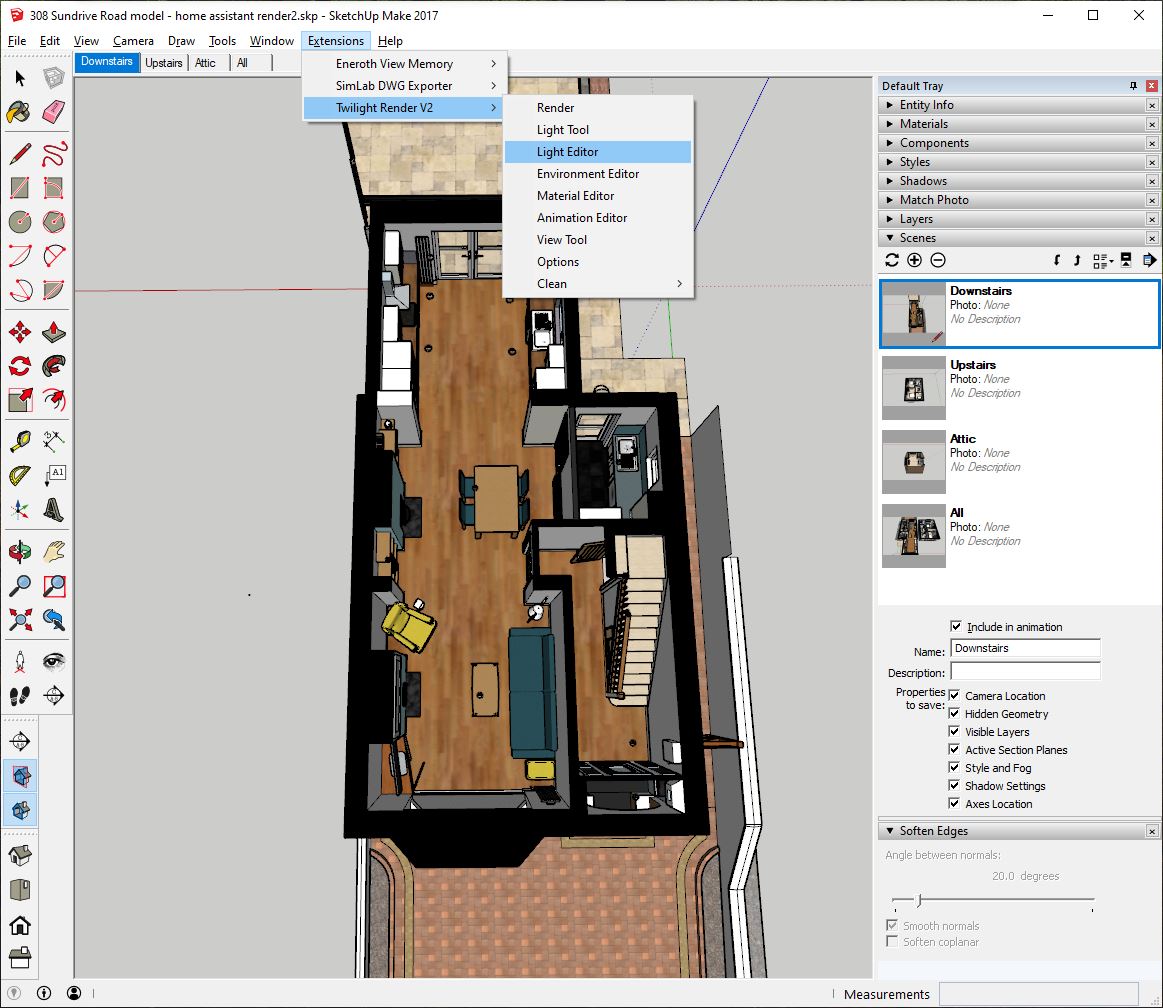 308 Sundrive Road model - home assistant render2.skp - SketchUp Make 2017
File Edit View Camera Draw Tools Window Extensions Help
Downstairs Upstairs Attic All
Eneroth View Memory
SimLab DWG Exporter
Twilight Render V2
Render
Light Tool
Light Editor
Environment Editor
Material Editor
Animation Editor
View Tool
Options
Clean
A1
Default Tray
Entity Info
Materials
Components
Styles
Shadows
Match Photo
Layers
Scenes
Downstairs
Photo: None
No Description
Upstairs
Photo: None
No Description
Attic
Photo: None
No Description
All
Photo: None
No Description
Include in animation
Name: Downstairs
Description:
Properties
to save:
Camera Location
Hidden Geometry
Visible Layers
Active Section Planes
Style and Fog
Shadow Settings
Axes Location
Soften Edges
Angle between normals:
20.0 degrees
Smooth normals
Soften coplanar
Measurements